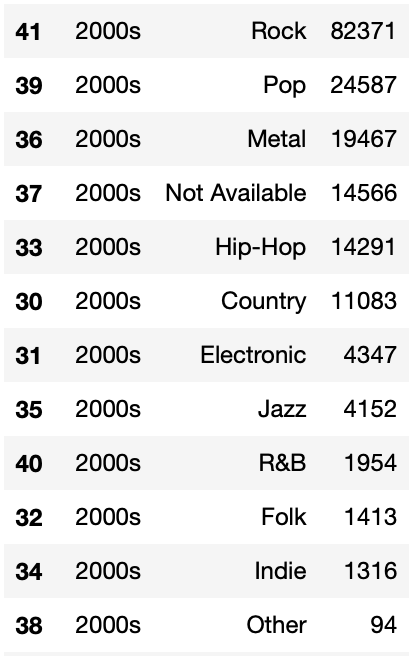 41 2000s Rock 82371
39 2000s Pop 24587
36 2000s Metal 19467
37 2000s Not Available 14566
33 2000s Hip-Hop 14291
30 2000s Country 11083
31 2000s Electronic 4347
35 2000s Jazz 4152
40 2000s R&B 1954
32 2000s Folk 1413
34 2000s Indie 1316
38 2000s Other 94